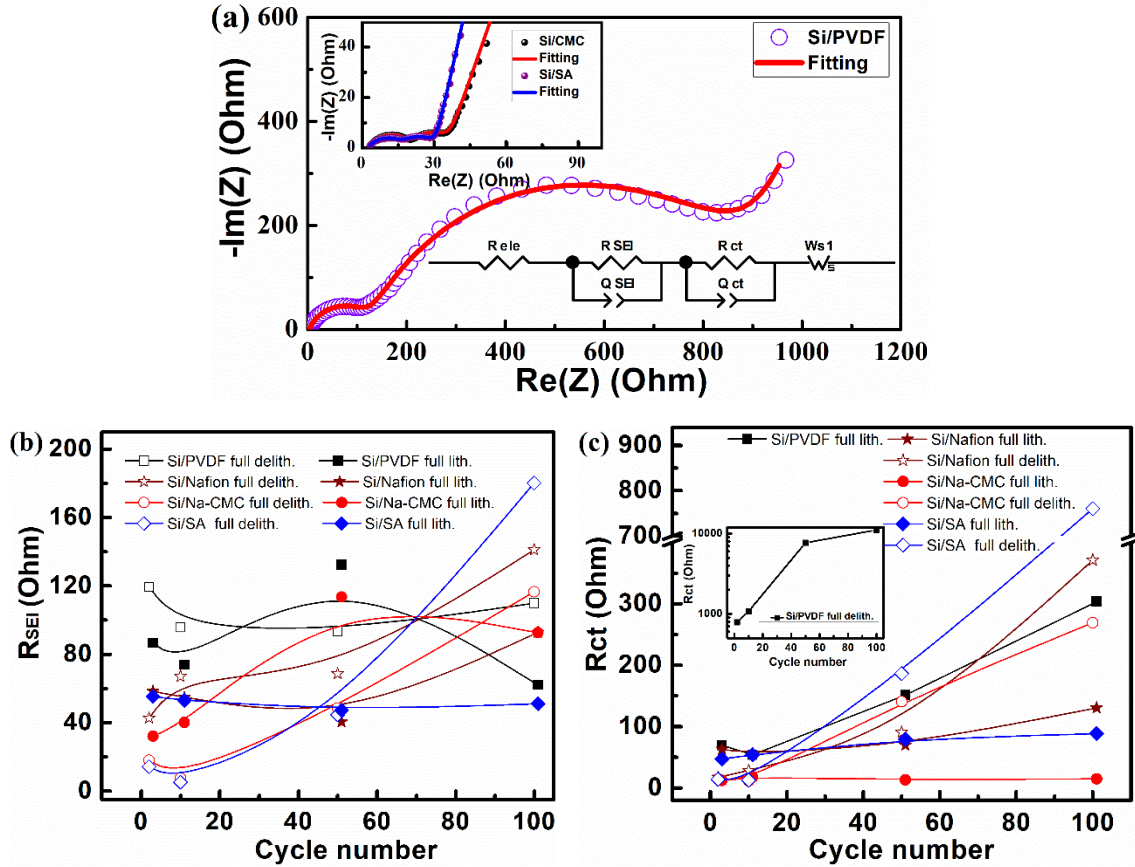 (a)
600
400
200
0
-Im(Z) (Ohm)
0 200 400 600 800 1000 1200
Re(Z) (Ohm)
Si/PVDF
Fitting
40
20
0
-Im(Z) (Ohm)
0 30 60 90
Re(Z) (Ohm)
Si/CMC
Fitting
Si/SA
Fitting
R ele R SEI R ct Ws1
Q SEI Q ct
(b)
200
160
120
80
40
0
RSEI (Ohm)
0 20 40 60 80 100
Cycle number
Si/PVDF full delith. Si/PVDF full lith.
Si/Nafion full delith. Si/Nafion full lith.
Si/Na-CMC full delith. Si/Na-CMC full lith.
Si/SA full delith. Si/SA full lith.
(c)
900
800
700
300
200
100
0
Rct (Ohm)
0 20 40 60 80 100
Cycle number
Si/PVDF full lith. Si/Nafion full lith.
Si/Nafion full delith.
Si/Na-CMC full lith.
Si/Na-CMC full delith.
Si/SA full lith.
Si/SA full delith.
10000
1000
Rct (Ohm)
Si/PVDF full delith.
0 20 40 60 80 100
Cycle number